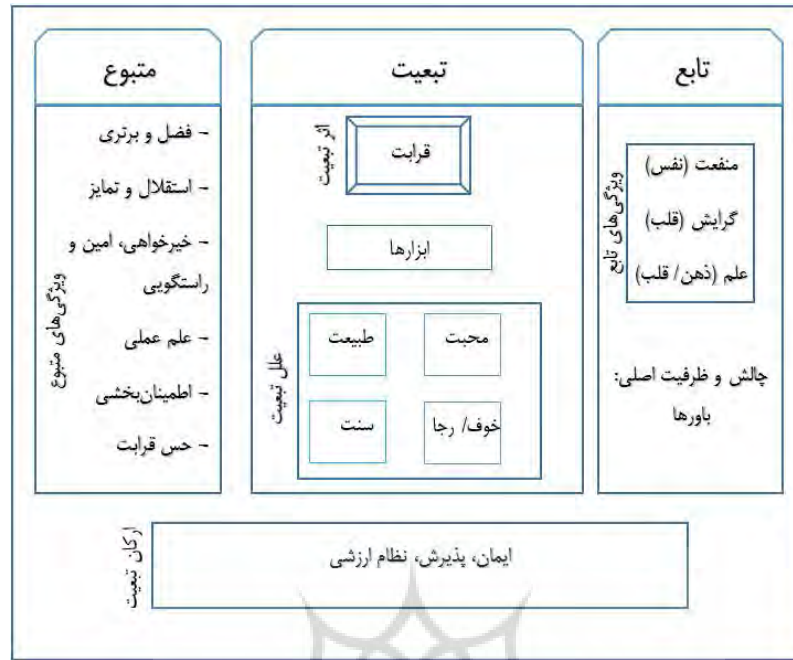 تابع
تبعیت
متبوع
ویژگی‌های تابع
منفعت (نفس)
گرایش (قلب)
علم (ذهن/ قلب)
چالش و ظرفیت اصلی:
باورها
اثر تبعیت
قرابت
ابزارها
علل تبعیت
محبت
طبیعت
خوف/ رجا
سنت
ویژگی‌های متبوع
- فضل و برتری
- استقلال و تمایز
- خیرخواهی، امین و
راستگویی
- علم عملی
- اطمینان‌بخشی
- حس قرابت
ارکان تبعیت
ایمان، پذیرش، نظام ارزشی